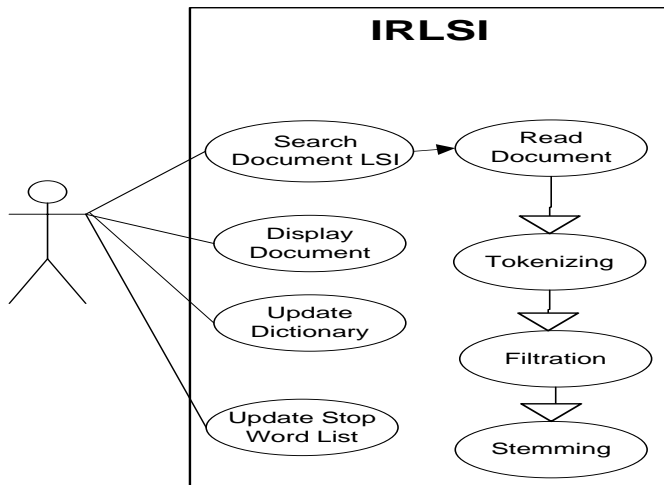 IRLSI
Search
Document LSI
Read
Document
Display
Document
Tokenizing
Update
Dictionary
Filtration
Update Stop
Word List
Stemming